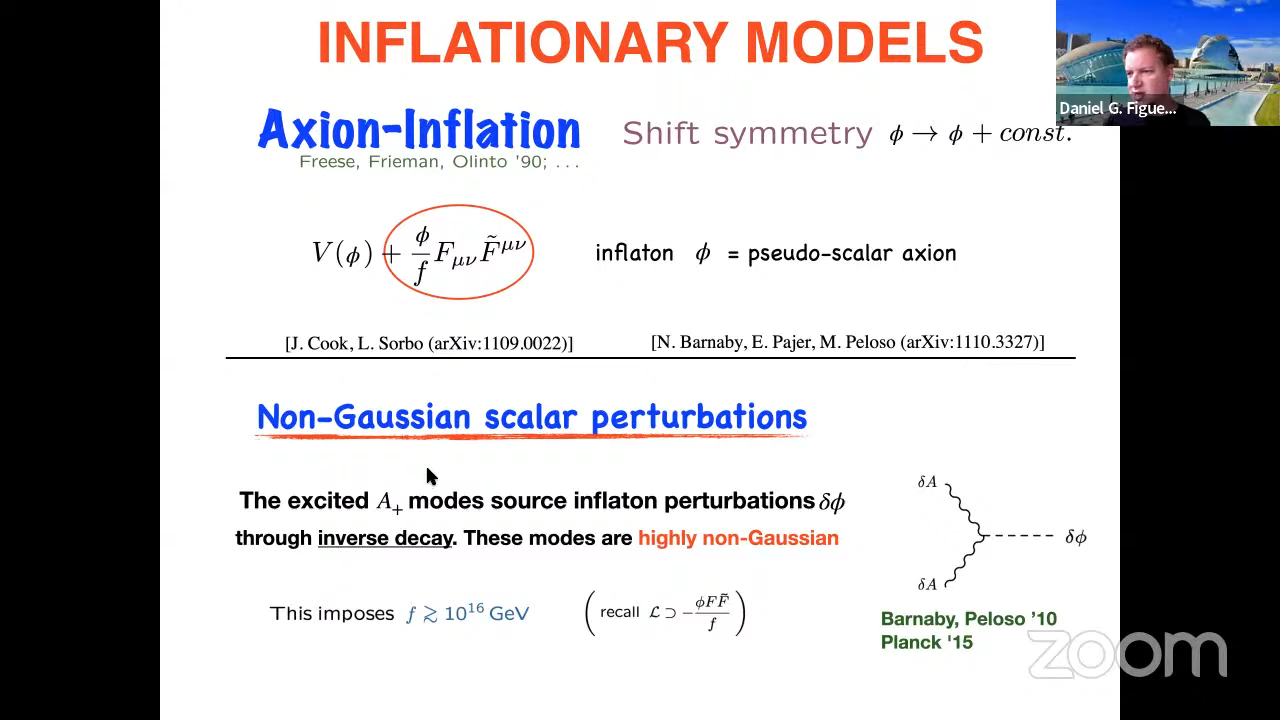 INFLATIONARY MODELS
Daniel G. Figue...
Axion-Inflation
Shift symmetry ϕ → ϕ + const.
Freese, Frieman, Olinto '90; ...
V(ϕ) + ϕ/f F_{μν} F̃^{μν}
inflaton ϕ = pseudo-scalar axion
[J. Cook, L. Sorbo (arXiv:1109.0022)]
[N. Barnaby, E. Pajer, M. Peloso (arXiv:1110.3327)]
Non-Gaussian scalar perturbations
The excited A₊ modes source inflaton perturbations δϕ
through inverse decay. These modes are highly non-Gaussian
δA
δϕ
δA
This imposes f ≳ 10¹⁶ GeV
(recall ℒ ⊃ −ϕFF̃/f)
Barnaby, Peloso ’10
Planck '15
zoom